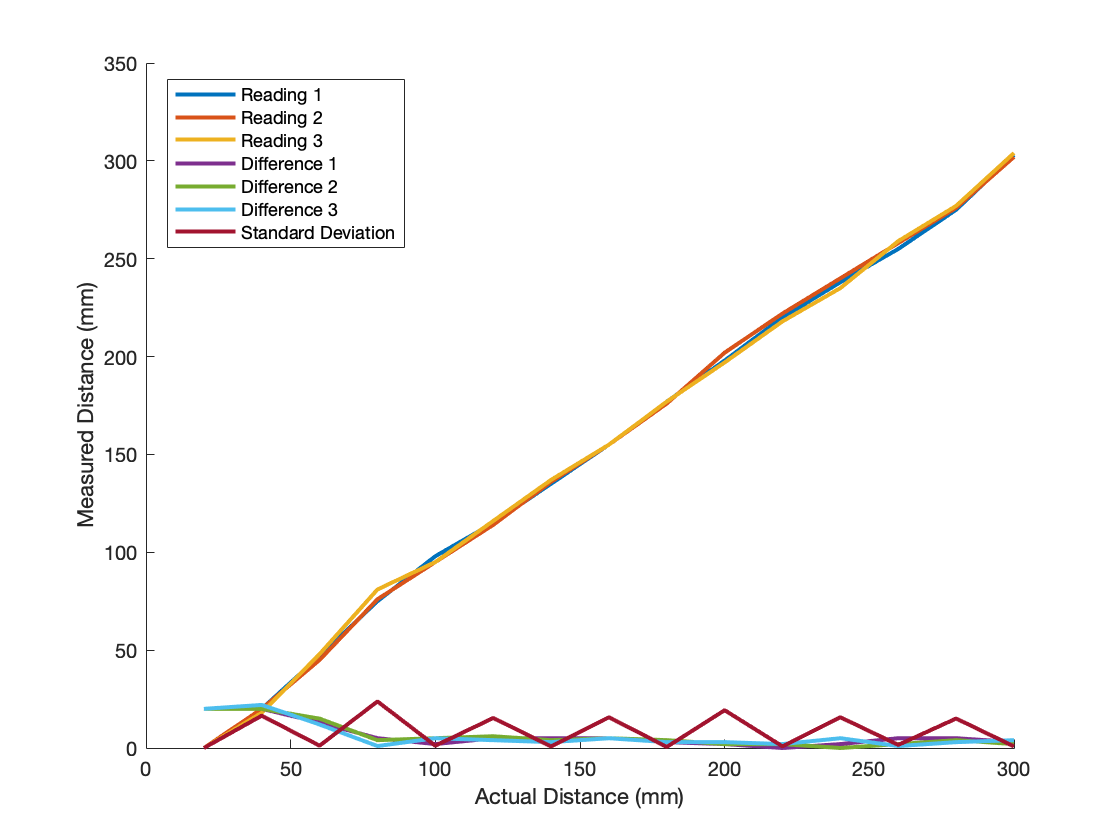 350
300
250
200
150
100
50
0
Measured Distance (mm)
Reading 1
Reading 2
Reading 3
Difference 1
Difference 2
Difference 3
Standard Deviation
0 50 100 150 200 250 300
Actual Distance (mm)